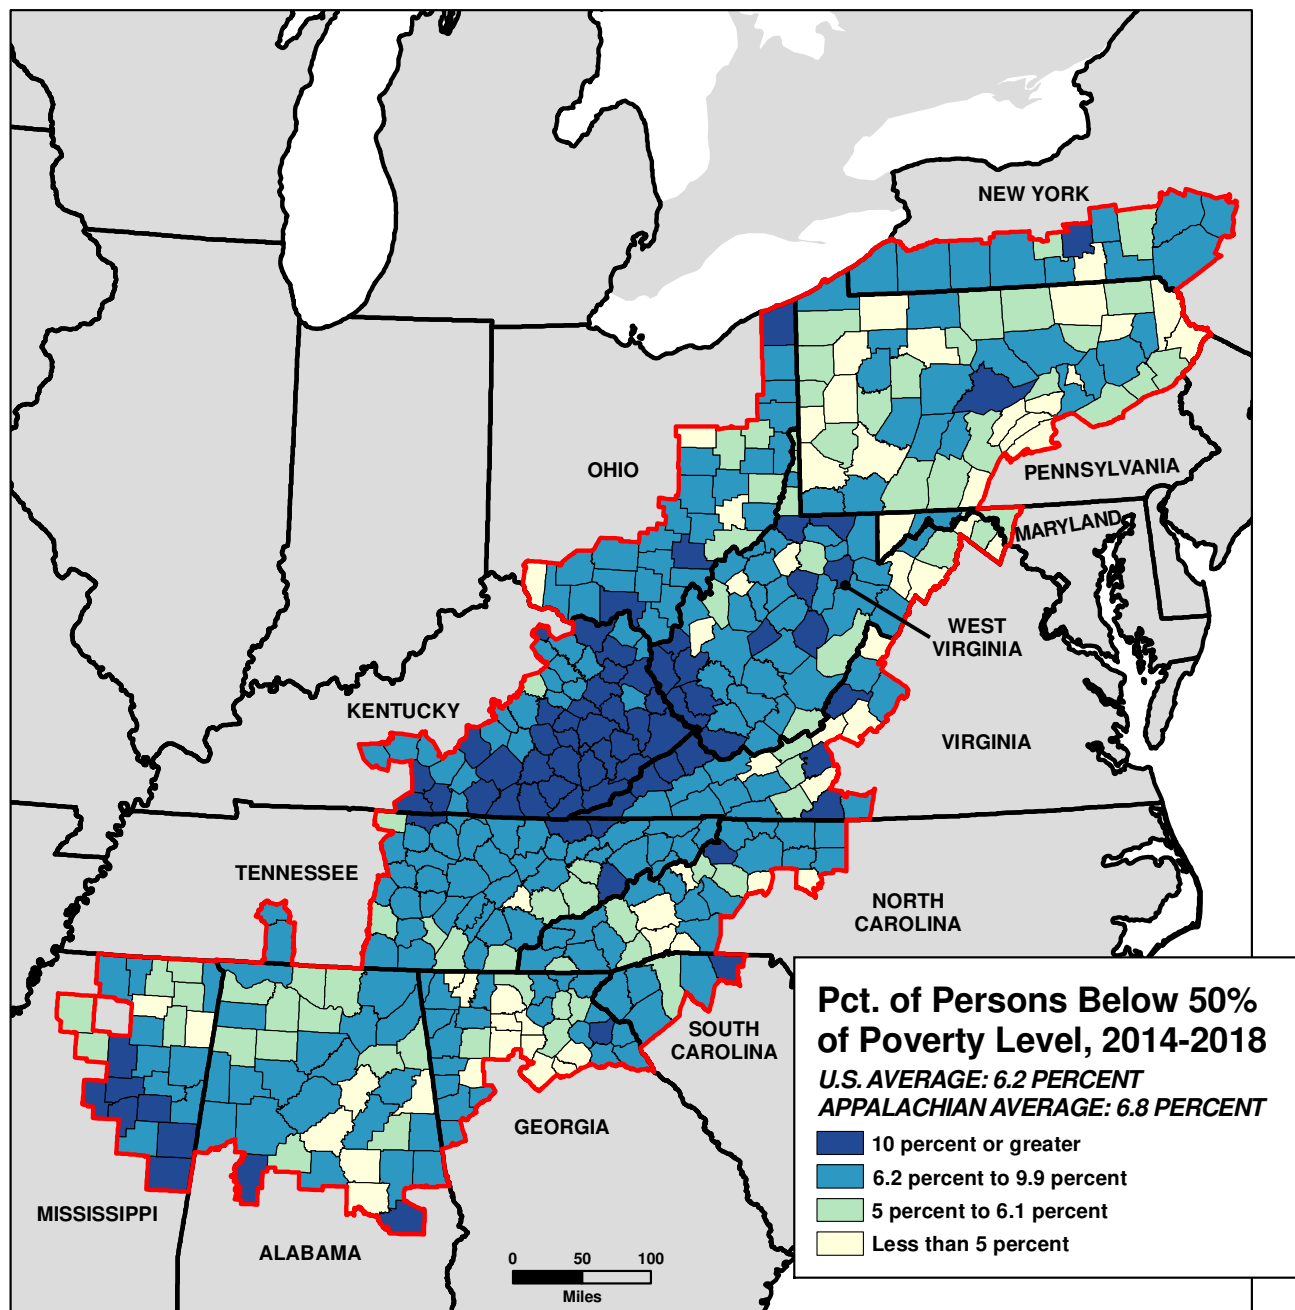 NEW YORK
OHIO
PENNSYLVANIA
MARYLAND
WEST
VIRGINIA
KENTUCKY
VIRGINIA
TENNESSEE
NORTH
CAROLINA
SOUTH
CAROLINA
GEORGIA
MISSISSIPPI
ALABAMA
0 50 100
Miles
Pct. of Persons Below 50%
of Poverty Level, 2014-2018
U.S. AVERAGE: 6.2 PERCENT
APPALACHIAN AVERAGE: 6.8 PERCENT
10 percent or greater
6.2 percent to 9.9 percent
5 percent to 6.1 percent
Less than 5 percent